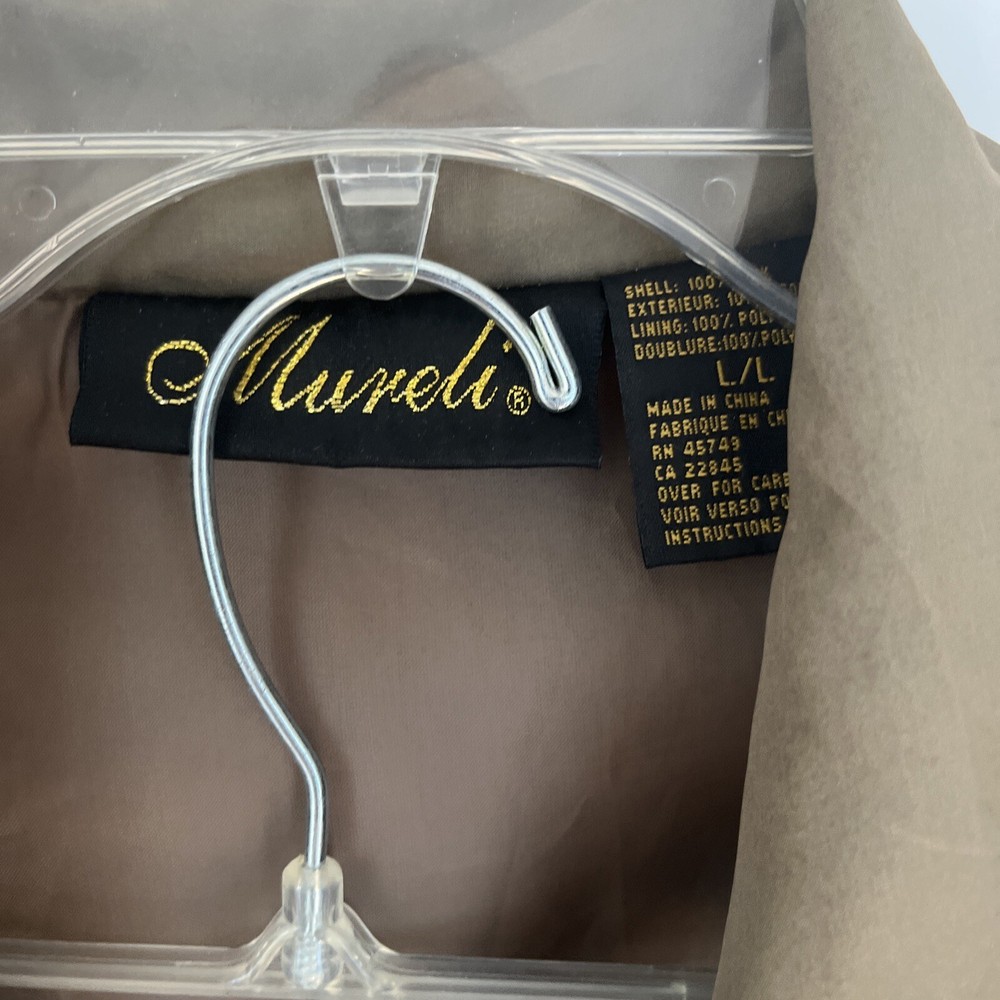 Mureli®
SHELL: 100%
EXTERIEUR:
LINING: 100% POLY
DOUBLURE: 100% POLY
L/L
MADE IN CHINA
FABRIQUE EN CH
RN 45749
CA 22845
OVER FOR CARE
VOIR VERSO PO
INSTRUCTIONS